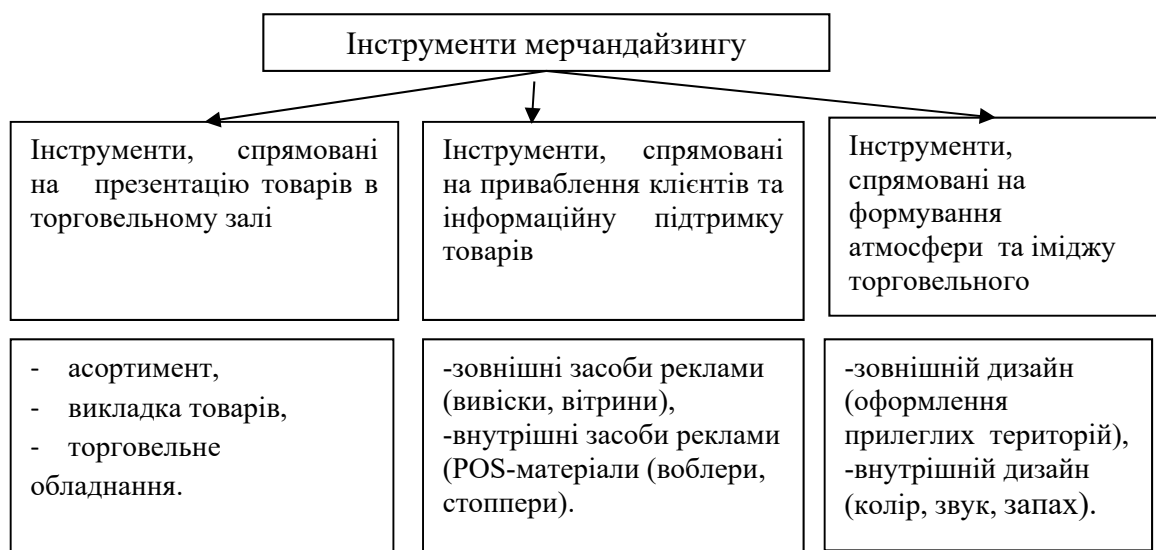 Інструменти мерчандайзингу
Інструменти, спрямовані
на презентацію товарів в
торговельному залі
Інструменти, спрямовані
на приваблення клієнтів та
інформаційну підтримку
товарів
Інструменти,
спрямовані на
формування
атмосфери та іміджу
торговельного
- асортимент,
- викладка товарів,
- торговельне
обладнання.
-зовнішні засоби реклами
(вивіски, вітрини),
-внутрішні засоби реклами
(POS-матеріали (воблери,
стоппери).
-зовнішній дизайн
(оформлення
прилеглих територій),
-внутрішній дизайн
(колір, звук, запах).